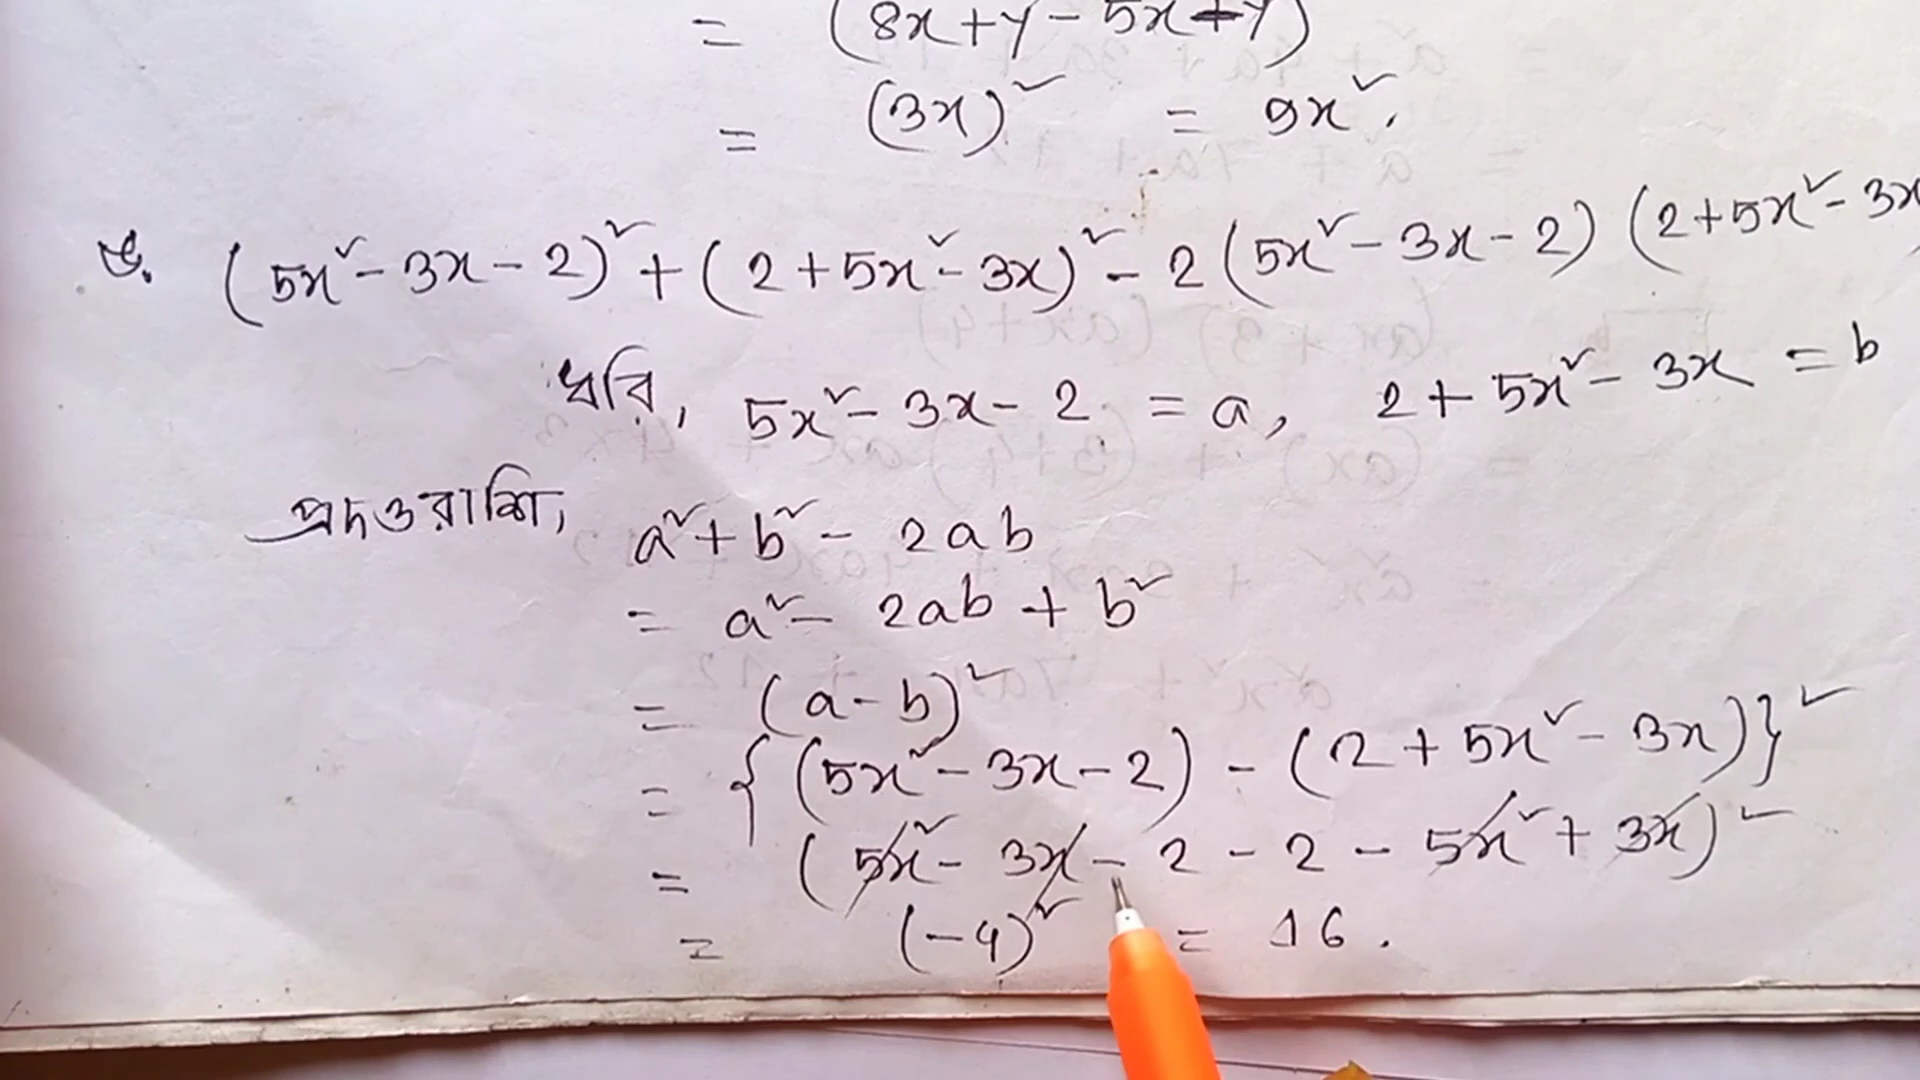 = (8x + y - 5x + y)
= (3x)² = 9x².
৬. (5x² - 3x - 2)² + (2 + 5x² - 3x)² - 2 (5x² - 3x - 2) (2 + 5x² - 3x
ধরি, 5x² - 3x - 2 = a, 2 + 5x² - 3x = b
প্রদত্তরাশি, a² + b² - 2ab
= a² - 2ab + b²
= (a - b)²
= {(5x² - 3x - 2) - (2 + 5x² - 3x)}²
= (5x² - 3x - 2 - 2 - 5x² + 3x)²
= (-4)² = 16.